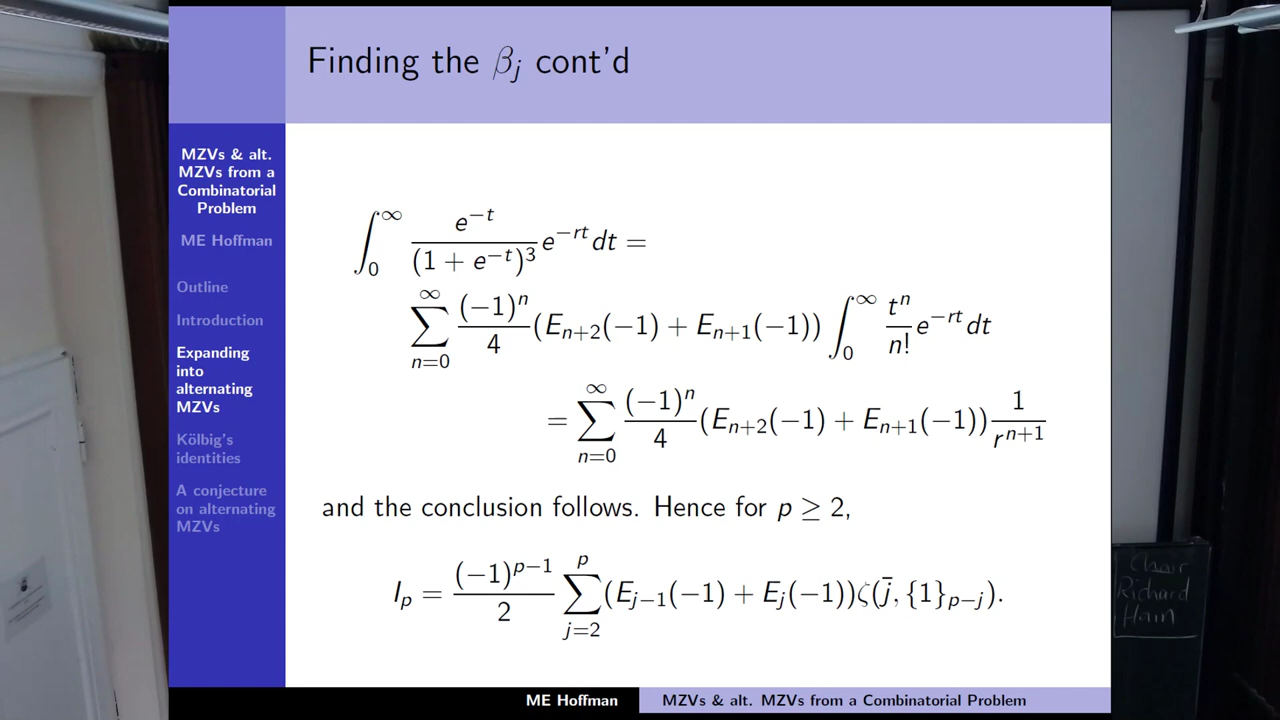 Finding the β_j cont'd
MZVs & alt.
MZVs from a
Combinatorial
Problem
ME Hoffman
Outline
Introduction
Expanding
into
alternating
MZVs
Kölbig's
identities
A conjecture
on alternating
MZVs
∫_0^∞ e^{-t}/(1 + e^{-t})^3 e^{-rt} dt =
∑_{n=0}^∞ (-1)^n/4 (E_{n+2}(-1) + E_{n+1}(-1)) ∫_0^∞ t^n/n! e^{-rt} dt
= ∑_{n=0}^∞ (-1)^n/4 (E_{n+2}(-1) + E_{n+1}(-1)) 1/r^{n+1}
and the conclusion follows. Hence for p ≥ 2,
I_p = (-1)^{p-1}/2 ∑_{j=2}^p (E_{j-1}(-1) + E_j(-1))ζ(j̄, {1}_{p-j}).
ME Hoffman
MZVs & alt. MZVs from a Combinatorial Problem
Chair
Richard
Hain